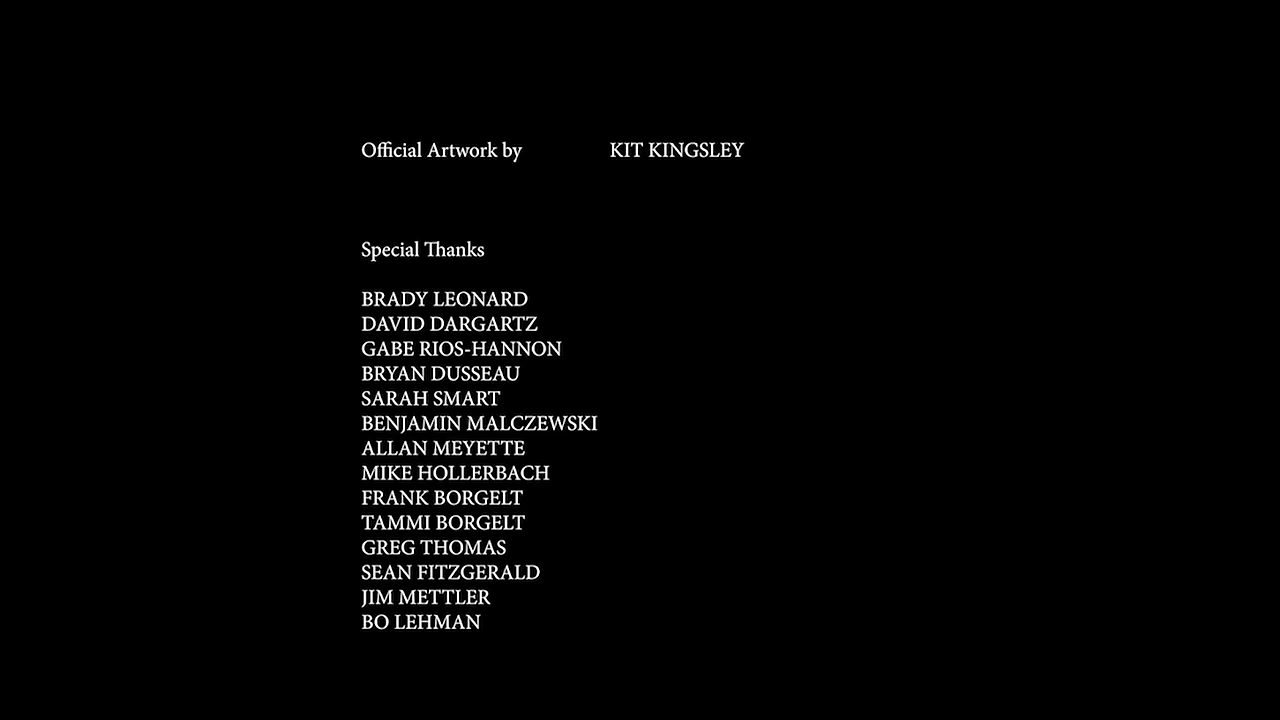 Official Artwork by KIT KINGSLEY
Special Thanks
BRADY LEONARD
DAVID DARGARTZ
GABE RIOS-HANNON
BRYAN DUSSEAU
SARAH SMART
BENJAMIN MALCZEWSKI
ALLAN MEYETTE
MIKE HOLLERBACH
FRANK BORGELT
TAMMI BORGELT
GREG THOMAS
SEAN FITZGERALD
JIM METTLER
BO LEHMAN